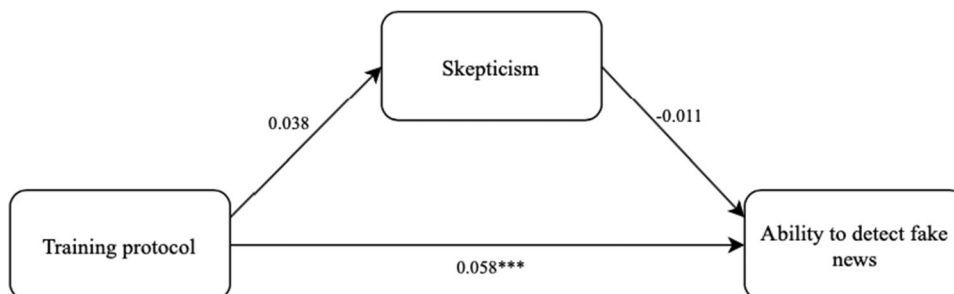 Skepticism
0.038
-0.011
Training protocol
Ability to detect fake
news
0.058***